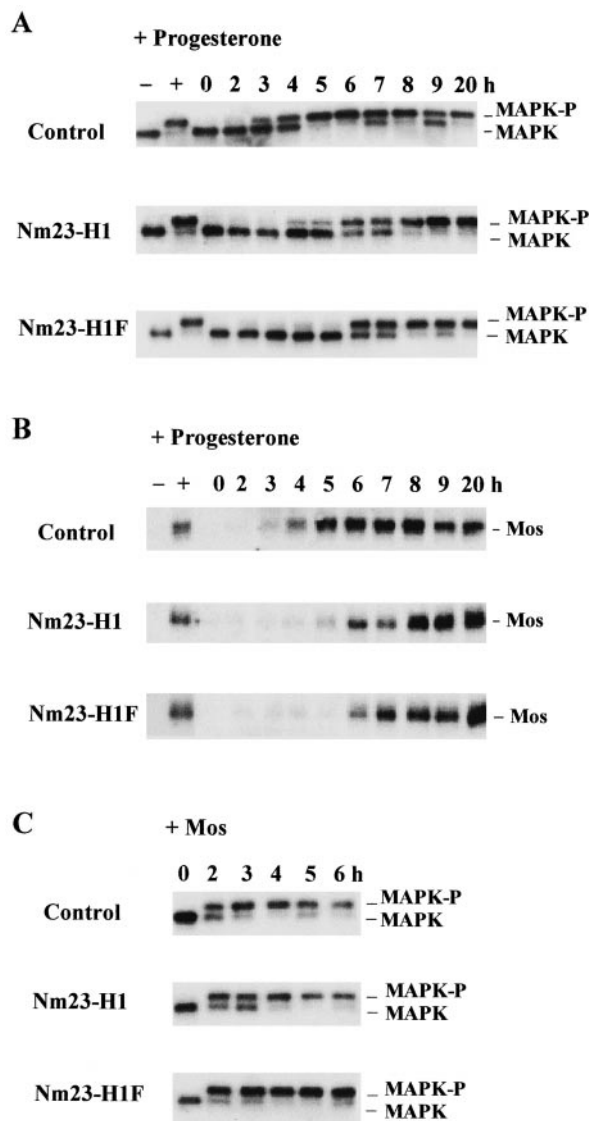 A
+ Progesterone
– + 0 2 3 4 5 6 7 8 9 20 h
Control
MAPK-P
MAPK
Nm23-H1
MAPK-P
MAPK
Nm23-H1F
MAPK-P
MAPK
B
+ Progesterone
– + 0 2 3 4 5 6 7 8 9 20 h
Control
- Mos
Nm23-H1
- Mos
Nm23-H1F
– Mos
C
+ Mos
0 2 3 4 5 6 h
Control
MAPK-P
MAPK
Nm23-H1
MAPK-P
MAPK
Nm23-H1F
MAPK-P
MAPK